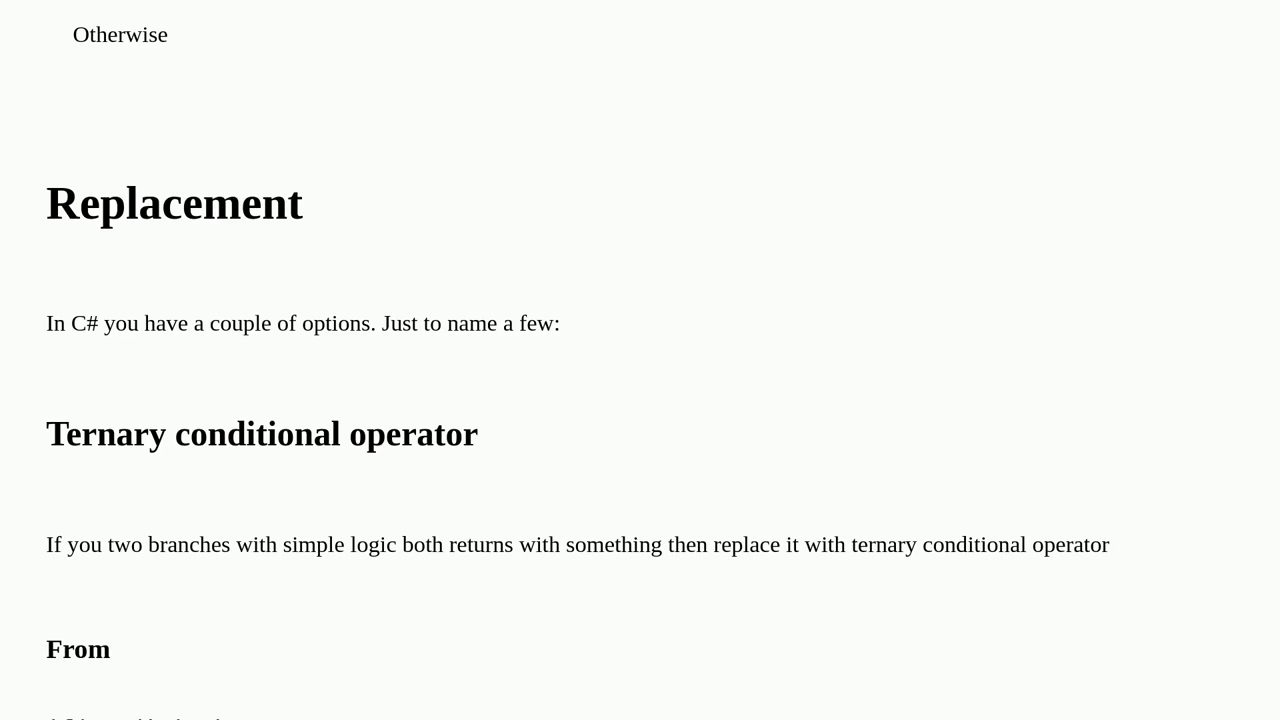 Otherwise
Replacement
In C# you have a couple of options. Just to name a few:
Ternary conditional operator
If you two branches with simple logic both returns with something then replace it with ternary conditional operator
From